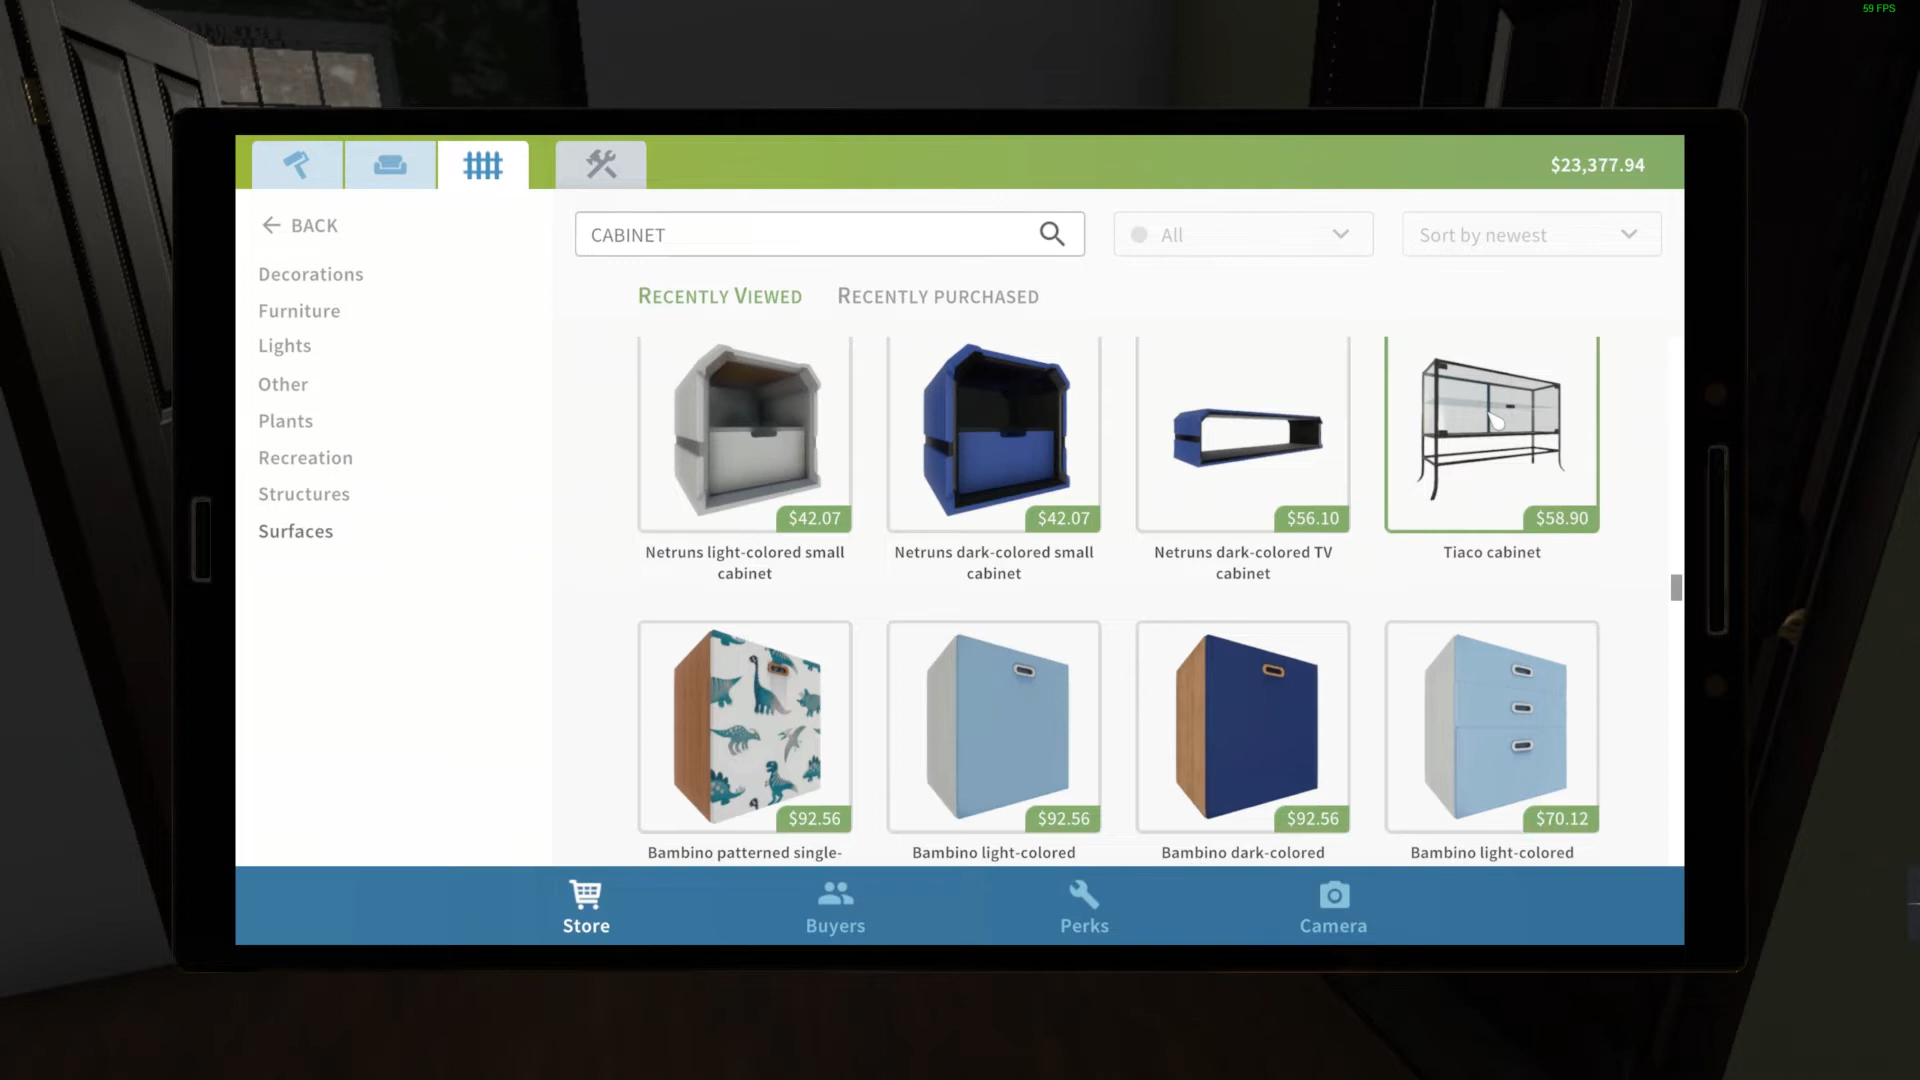 59 FPS
$23,377.94
BACK
CABINET
All
Sort by newest
Decorations
Furniture
Lights
Other
Plants
Recreation
Structures
Surfaces
RECENTLY VIEWED
RECENTLY PURCHASED
$42.07
$42.07
$56.10
$58.90
Netruns light-colored small
cabinet
Netruns dark-colored small
cabinet
Netruns dark-colored TV
cabinet
Tiaco cabinet
$92.56
$92.56
$92.56
$70.12
Bambino patterned single-
Bambino light-colored
Bambino dark-colored
Bambino light-colored
Store
Buyers
Perks
Camera